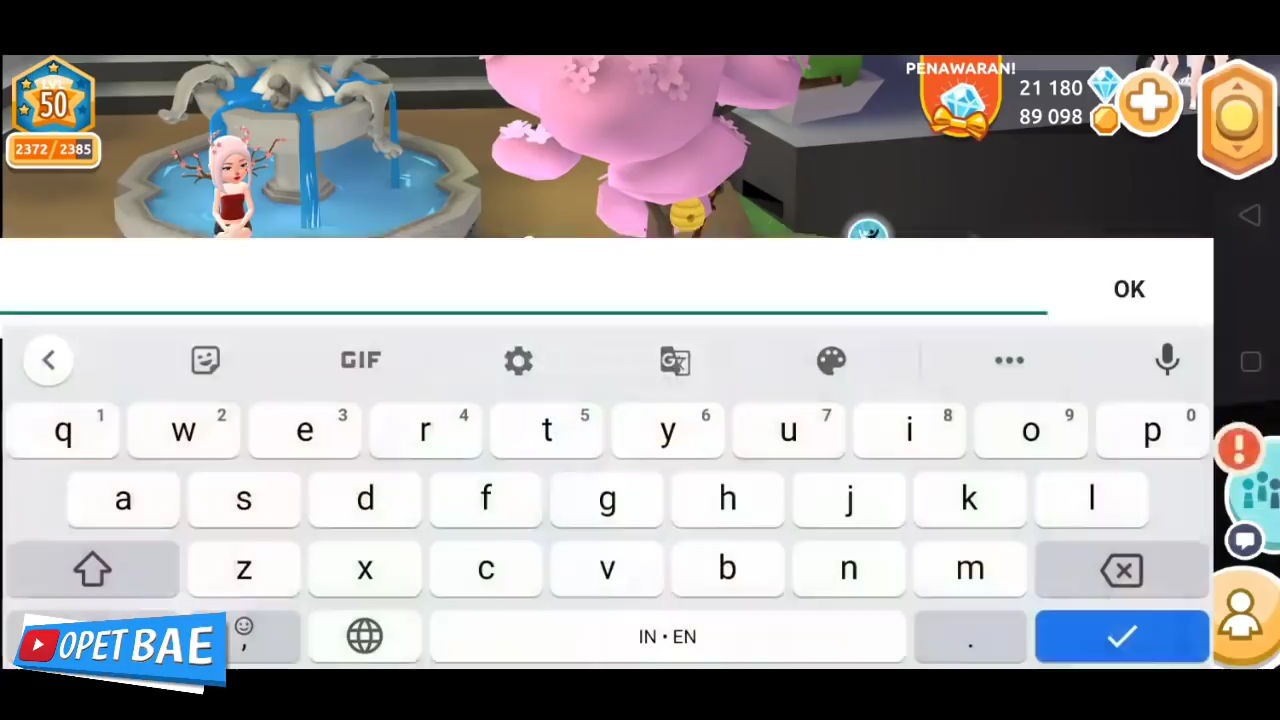 LVL
50
2372 / 2385
PENAWARAN!
21 180
89 098
OK
GIF
q 1 w 2 e 3 r 4 t 5 y 6 u 7 i 8 o 9 p 0
a s d f g h j k l
z x c v b n m
, IN • EN .
OPET BAE